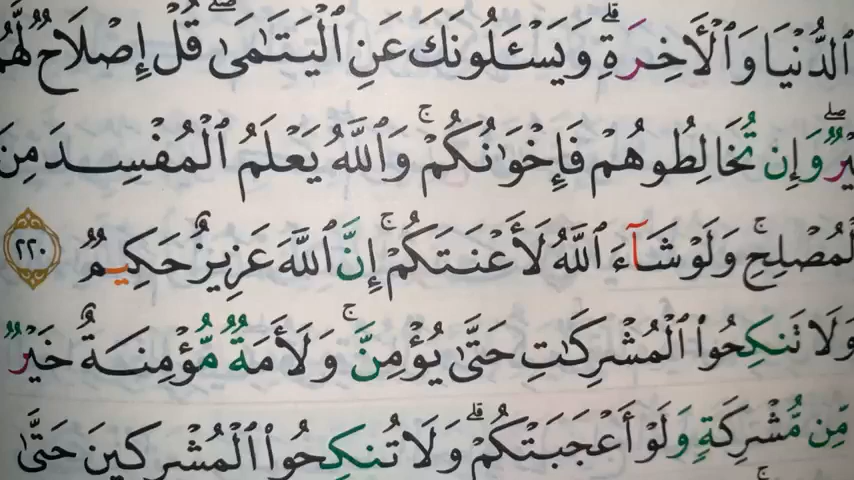 ٱلدُّنْيَا وَٱلْأَخِرَةِ ۗ وَيَسْـَٔلُونَكَ عَنِ ٱلْيَتَـٰمَىٰ ۖ قُلْ إِصْلَاحٌ لَّهُمْ
يْرٌ ۖ وَإِن تُخَالِطُوهُمْ فَإِخْوَٰنُكُمْ ۚ وَٱللَّهُ يَعْلَمُ ٱلْمُفْسِدَ مِنَ
ٱلْمُصْلِحِ ۚ وَلَوْ شَآءَ ٱللَّهُ لَأَعْنَتَكُمْ ۚ إِنَّ ٱللَّهَ عَزِيزٌ حَكِيمٌ ٢٢٠
وَلَا تَنكِحُوا۟ ٱلْمُشْرِكَـٰتِ حَتَّىٰ يُؤْمِنَّ ۚ وَلَأَمَةٌ مُّؤْمِنَةٌ خَيْرٌ
مِّن مُّشْرِكَةٍ وَلَوْ أَعْجَبَتْكُمْ ۗ وَلَا تُنكِحُوا۟ ٱلْمُشْرِكِينَ حَتَّىٰ